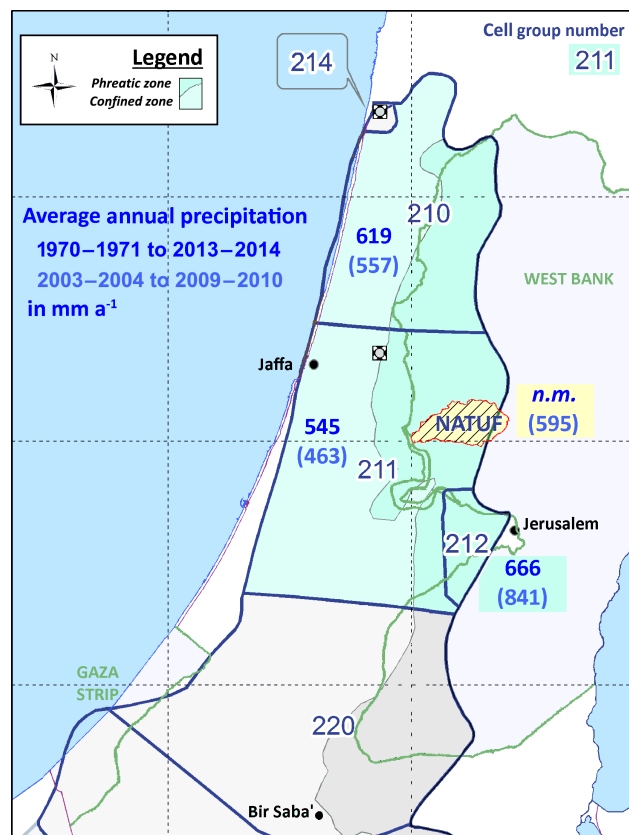 Cell group number
211
Legend
N
Phreatic zone
Confined zone
214
Average annual precipitation
1970–1971 to 2013–2014
2003–2004 to 2009–2010
in mm a-1
210
619
(557)
WEST BANK
Jaffa
n.m.
(595)
NATUF
545
(463)
211
Jerusalem
212
666
(841)
GAZA
STRIP
220
Bir Saba'